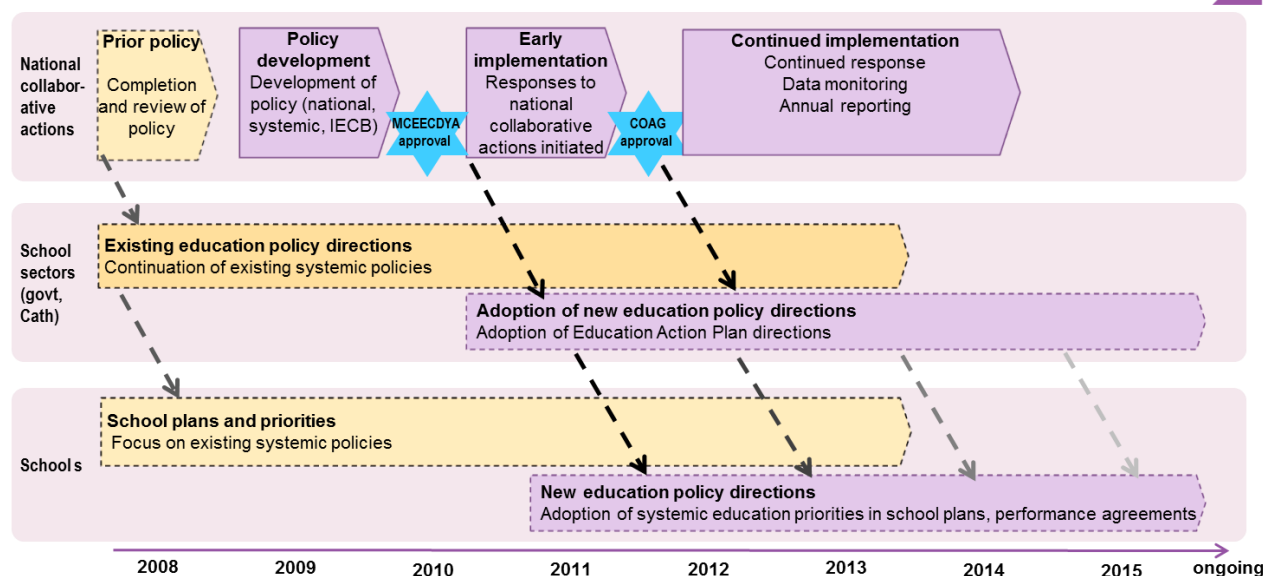 National
collabor-
ative
actions
Prior policy
Completion
and review of
policy
Policy
development
Development of
policy (national,
systemic, IECB)
MCEECDYA
approval
Early
implementation
Responses to
national
collaborative
actions initiated
COAG
approval
Continued implementation
Continued response
Data monitoring
Annual reporting
School
sectors
(govt,
Cath)
Existing education policy directions
Continuation of existing systemic policies
Adoption of new education policy directions
Adoption of Education Action Plan directions
Schools
School plans and priorities
Focus on existing systemic policies
New education policy directions
Adoption of systemic education priorities in school plans, performance agreements
2008 2009 2010 2011 2012 2013 2014 2015 ongoing